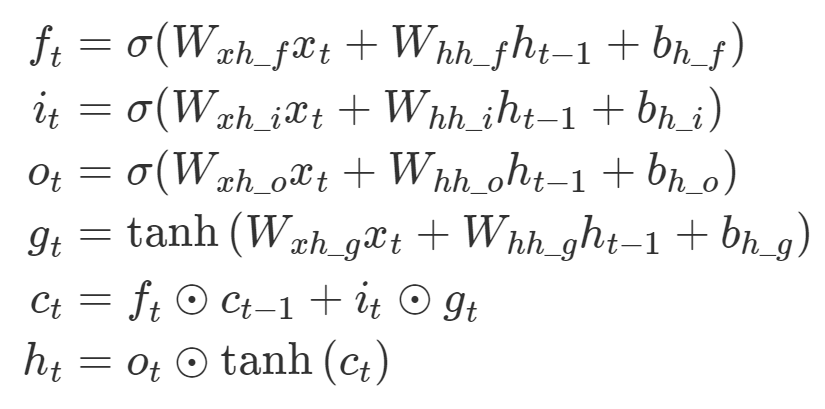 f_t = σ(W_{xh_f}x_t + W_{hh_f}h_{t−1} + b_{h_f})
i_t = σ(W_{xh_i}x_t + W_{hh_i}h_{t−1} + b_{h_i})
o_t = σ(W_{xh_o}x_t + W_{hh_o}h_{t−1} + b_{h_o})
g_t = tanh (W_{xh_g}x_t + W_{hh_g}h_{t−1} + b_{h_g})
c_t = f_t ⊙ c_{t−1} + i_t ⊙ g_t
h_t = o_t ⊙ tanh (c_t)